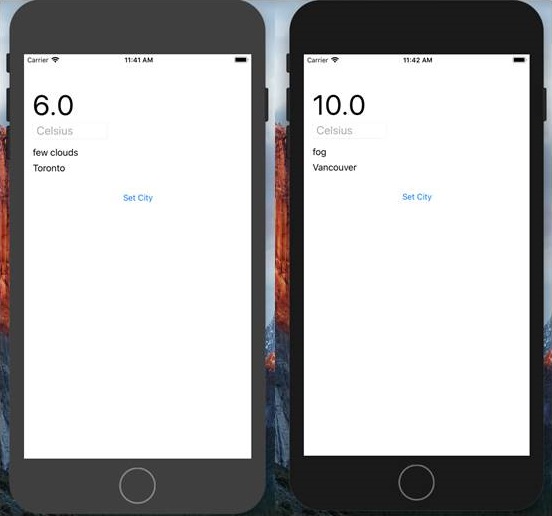 Carrier 11:41 AM
6.0
Celsius
few clouds
Toronto
Set City
Carrier 11:42 AM
10.0
Celsius
fog
Vancouver
Set City